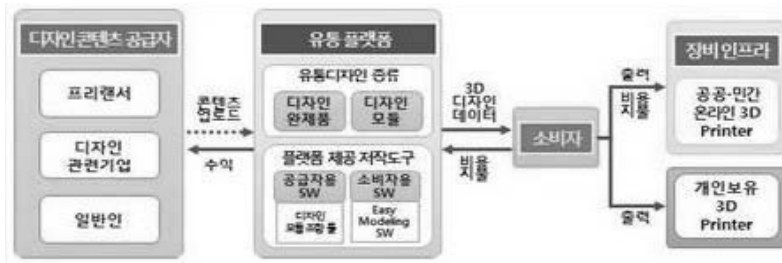 디자인 콘텐츠 공급자
프리랜서
디자인
관련기업
일반인
콘텐츠
업로드
수익
유통 플랫폼
유통디자인 종류
디자인
완제품
디자인
모듈
플랫폼 제공 저작도구
공급자용
SW
디자인
모듈조합 툴
소비자용
SW
Easy
Modeling
SW
3D
디자인
데이터
비용
지불
소비자
출력
비용
지불
출력
장비 인프라
공공·민간
온라인 3D
Printer
개인보유
3D
Printer